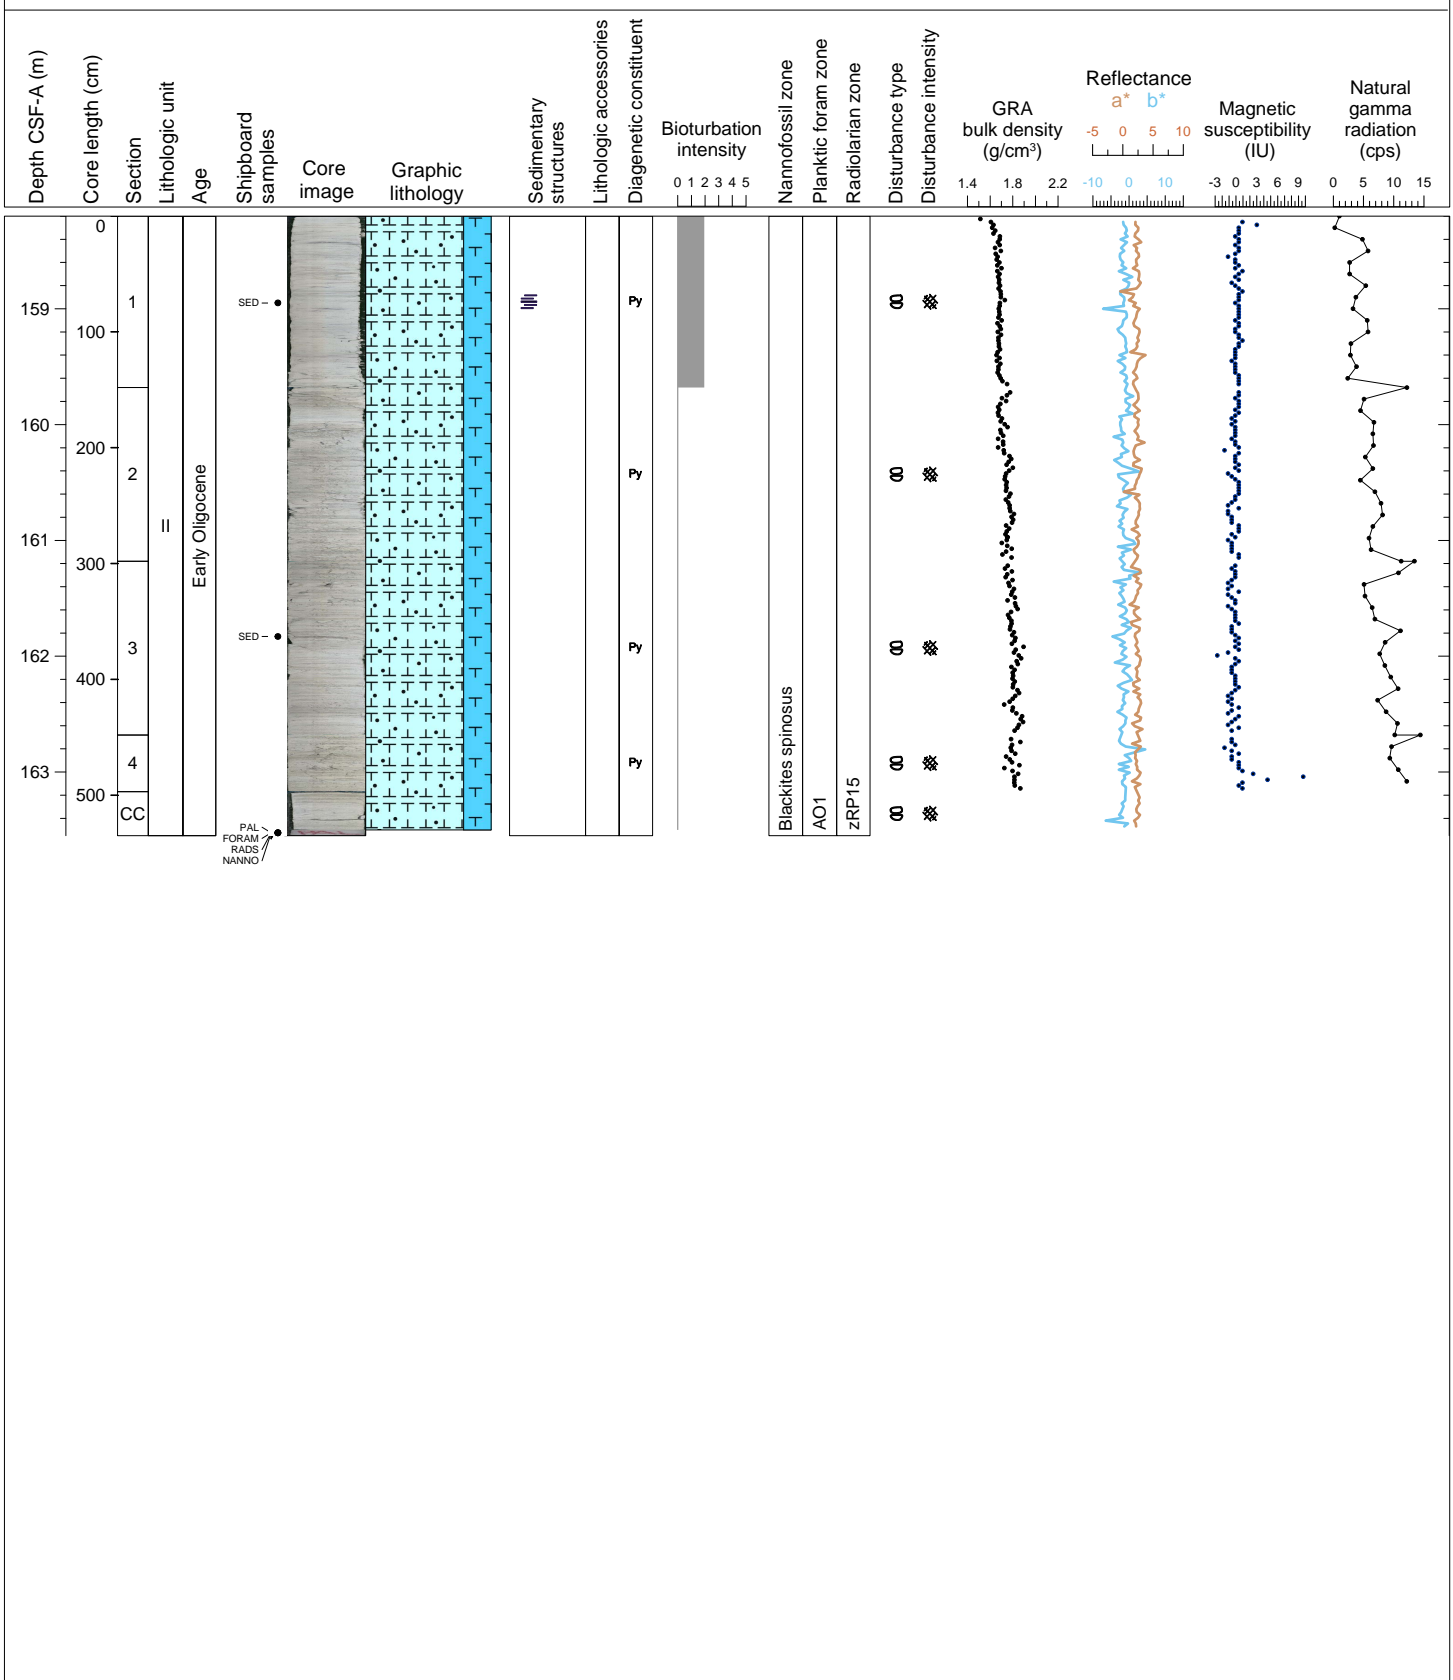 Depth CSF-A (m)
Core length (cm)
Section
Lithologic unit
Age
Shipboard
samples
Core
image
Graphic
lithology
Sedimentary
structures
Lithologic accessories
Diagenetic constituent
Bioturbation
intensity
0 1 2 3 4 5
Nannofossil zone
Planktic foram zone
Radiolarian zone
Disturbance type
Disturbance intensity
GRA
bulk density
(g/cm³)
1.4 1.8 2.2
Reflectance
a* b*
-5 0 5 10
-10 0 10
Magnetic
susceptibility
(IU)
-3 0 3 6 9
Natural
gamma
radiation
(cps)
0 5 10 15
159
160
161
162
163
0
100
200
300
400
500
1
2
3
4
CC
II
Early Oligocene
SED
SED
PAL
FORAM
RADS
NANNO
Py
Py
Py
Py
Blackites spinosus
AO1
zRP15